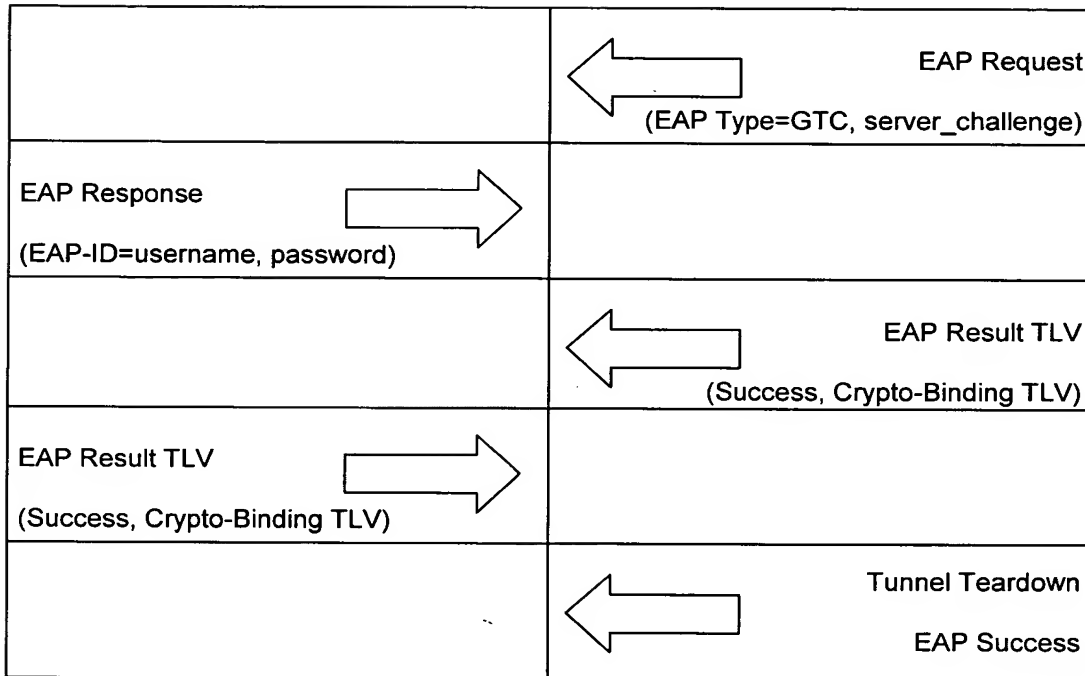 EAP Request
(EAP Type=GTC, server_challenge)
EAP Response
(EAP-ID=username, password)
EAP Result TLV
(Success, Crypto-Binding TLV)
EAP Result TLV
(Success, Crypto-Binding TLV)
Tunnel Teardown
EAP Success